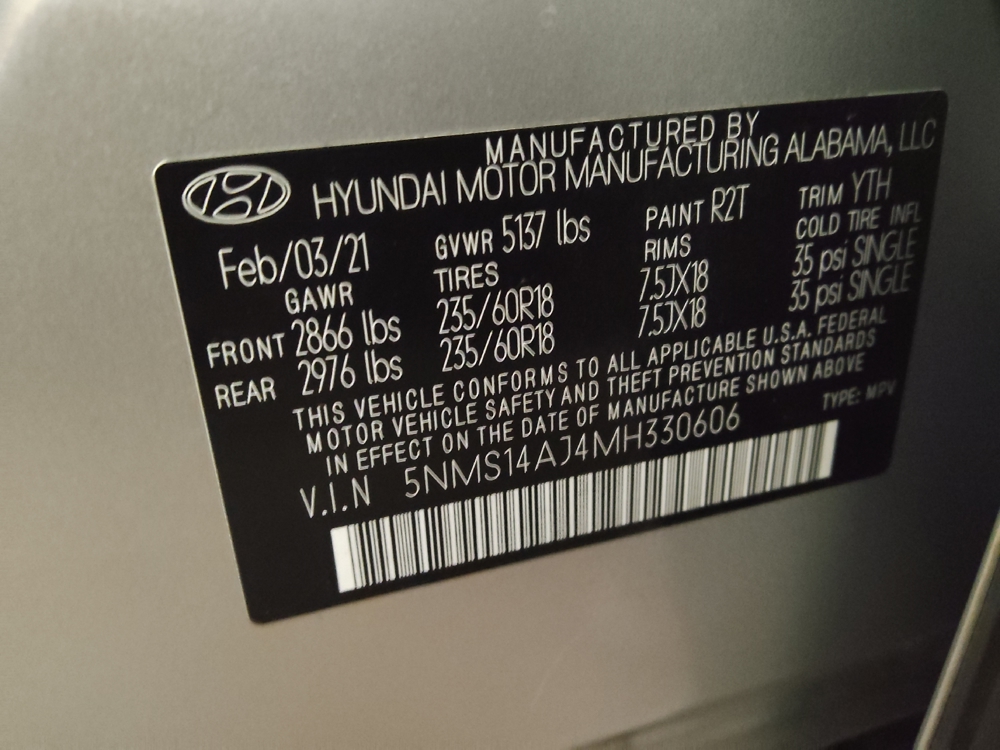 MANUFACTURED BY
HYUNDAI MOTOR MANUFACTURING ALABAMA, LLC
Feb/03/21 GVWR 5137 lbs PAINT R2T TRIM YTH
GAWR TIRES RIMS COLD TIRE INFL
FRONT 2866 lbs 235/60R18 7.5JX18 35 psi SINGLE
REAR 2976 lbs 235/60R18 7.5JX18 35 psi SINGLE
THIS VEHICLE CONFORMS TO ALL APPLICABLE U.S.A. FEDERAL
MOTOR VEHICLE SAFETY AND THEFT PREVENTION STANDARDS
IN EFFECT ON THE DATE OF MANUFACTURE SHOWN ABOVE
V.I.N 5NMS14AJ4MH330606 TYPE: MPV